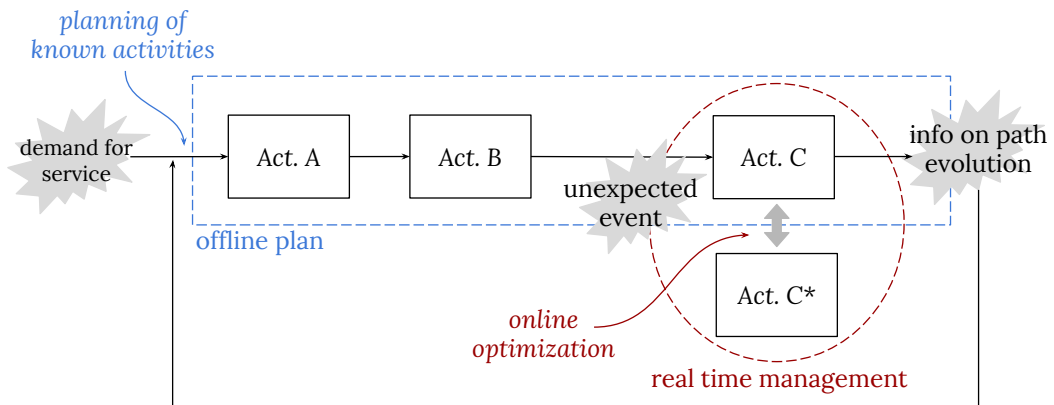 planning of
known activities
demand for
service
Act. A
Act. B
unexpected
event
Act. C
info on path
evolution
offline plan
Act. C*
online
optimization
real time management